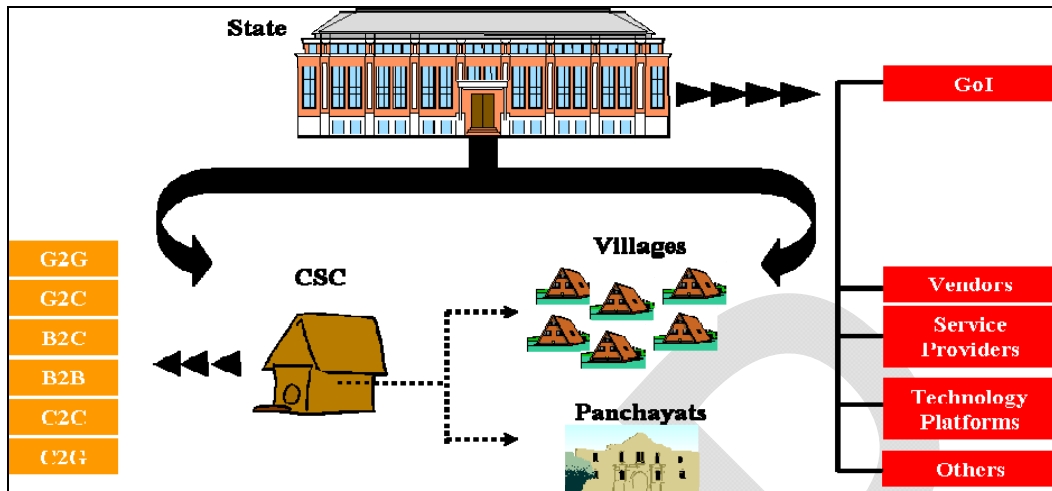 State
GoI
Villages
CSC
G2G
G2C
B2C
B2B
C2C
C2G
Panchayats
Vendors
Service
Providers
Technology
Platforms
Others